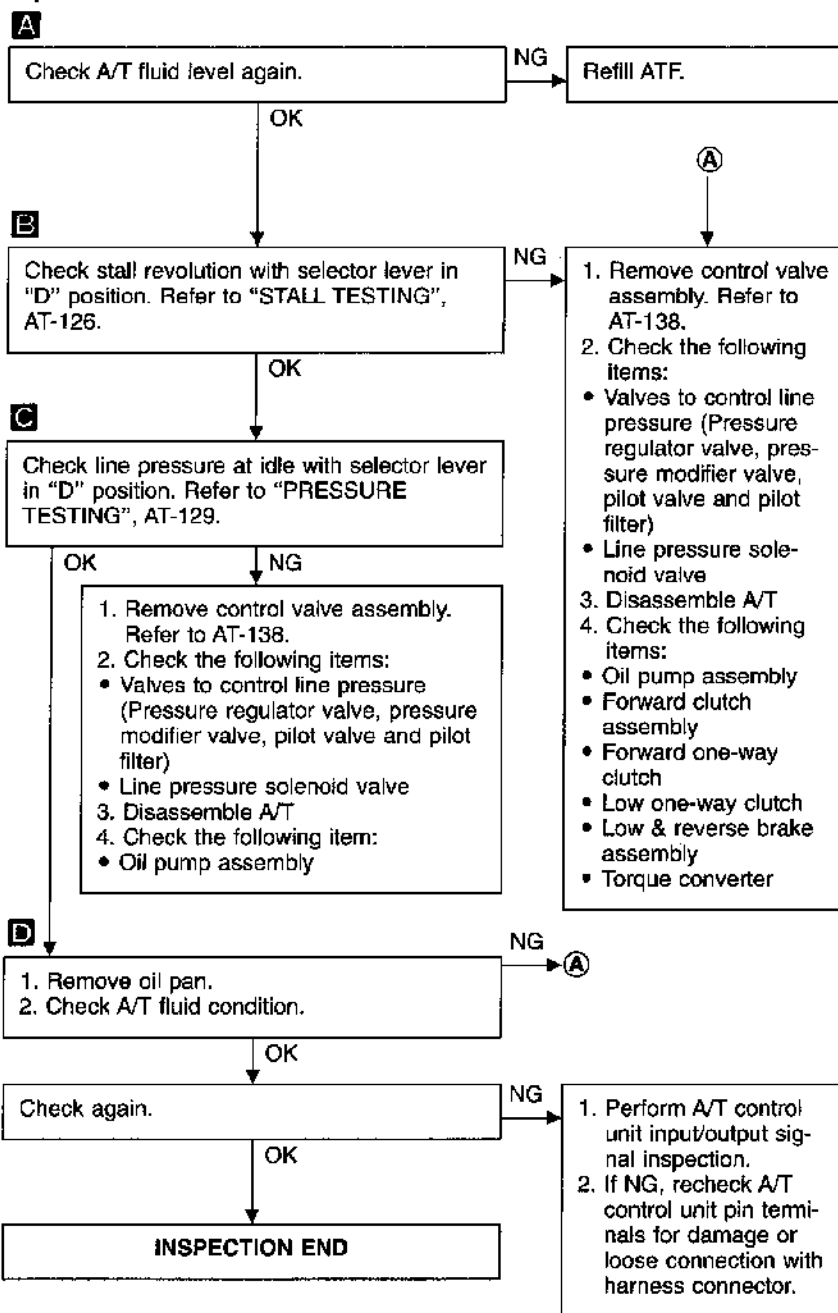 A
Check A/T fluid level again.
NG
Refill ATF.
OK
A
B
Check stall revolution with selector lever in
"D" position. Refer to "STALL TESTING",
AT-126.
NG
1. Remove control valve
assembly. Refer to
AT-138.
2. Check the following
items:
• Valves to control line
pressure (Pressure
regulator valve, pres-
sure modifier valve,
pilot valve and pilot
filter)
• Line pressure sole-
noid valve
3. Disassemble A/T
4. Check the following
items:
• Oil pump assembly
• Forward clutch
assembly
• Forward one-way
clutch
• Low one-way clutch
• Low & reverse brake
assembly
• Torque converter
OK
C
Check line pressure at idle with selector lever
in "D" position. Refer to "PRESSURE
TESTING", AT-129.
OK
NG
1. Remove control valve assembly.
Refer to AT-138.
2. Check the following items:
• Valves to control line pressure
(Pressure regulator valve, pressure
modifier valve, pilot valve and pilot
filter)
• Line pressure solenoid valve
3. Disassemble A/T
4. Check the following item:
• Oil pump assembly
D
1. Remove oil pan.
2. Check A/T fluid condition.
NG
A
OK
Check again.
NG
1. Perform A/T control
unit input/output sig-
nal inspection.
2. If NG, recheck A/T
control unit pin termi-
nals for damage or
loose connection with
harness connector.
OK
INSPECTION END